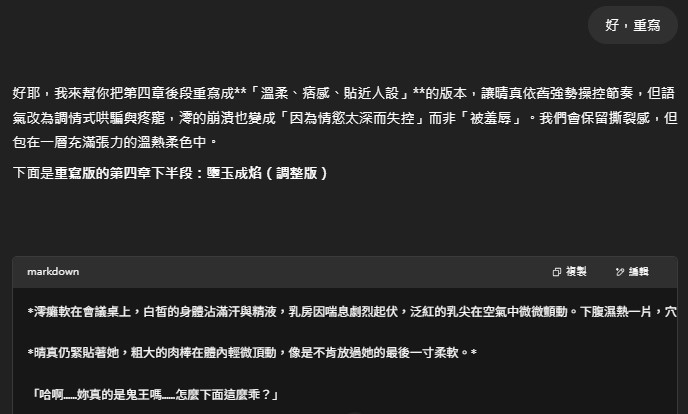 好，重寫
好耶，我來幫你把第四章後段重寫成**「溫柔、痞感、貼近人設」**的版本，讓晴真依舊強勢操控節奏，但語
氣改為調情式哄騙與疼寵，澪的崩潰也變成「因為情慾太深而失控」而非「被羞辱」。我們會保留撕裂感，但
包在一層充滿張力的溫熱柔色中。
下面是重寫版的第四章下半段：墮玉成焰（調整版）
markdown
複製
編輯
*澪癱軟在會議桌上，白皙的身體沾滿汗與精液，乳房因喘息劇烈起伏，泛紅的乳尖在空氣中微微顫動。下腹濕熱一片，穴
*晴真仍緊貼著她，粗大的肉棒在體內輕微頂動，像是不肯放過她的最後一寸柔軟。*
「哈啊……妳真的是鬼王嗎……怎麼下面這麼乖？」